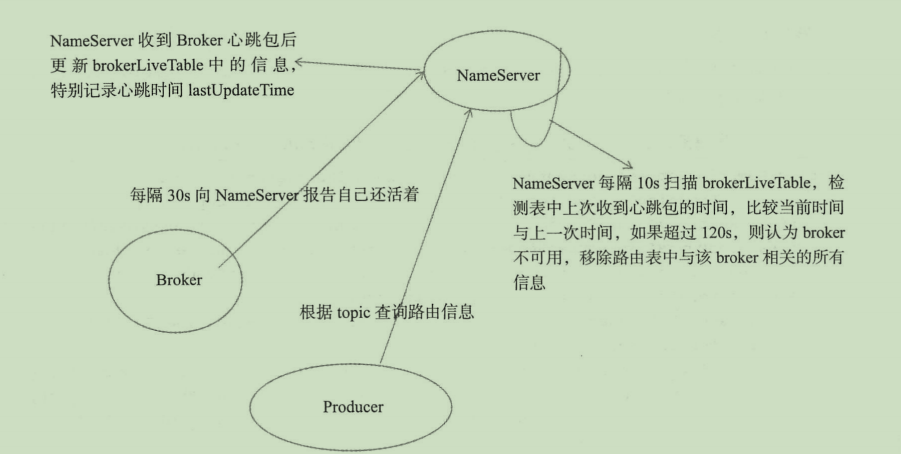 NameServer 收到 Broker 心跳包后
更新 brokerLiveTable 中的信息,
特别记录心跳时间 lastUpdateTime
NameServer
每隔 30s 向 NameServer 报告自己还活着
NameServer 每隔 10s 扫描 brokerLiveTable，检
测表中上次收到心跳包的时间，比较当前时间
与上一次时间，如果超过 120s，则认为 broker
不可用，移除路由表中与该 broker 相关的所有
信息
Broker
根据 topic 查询路由信息
Producer